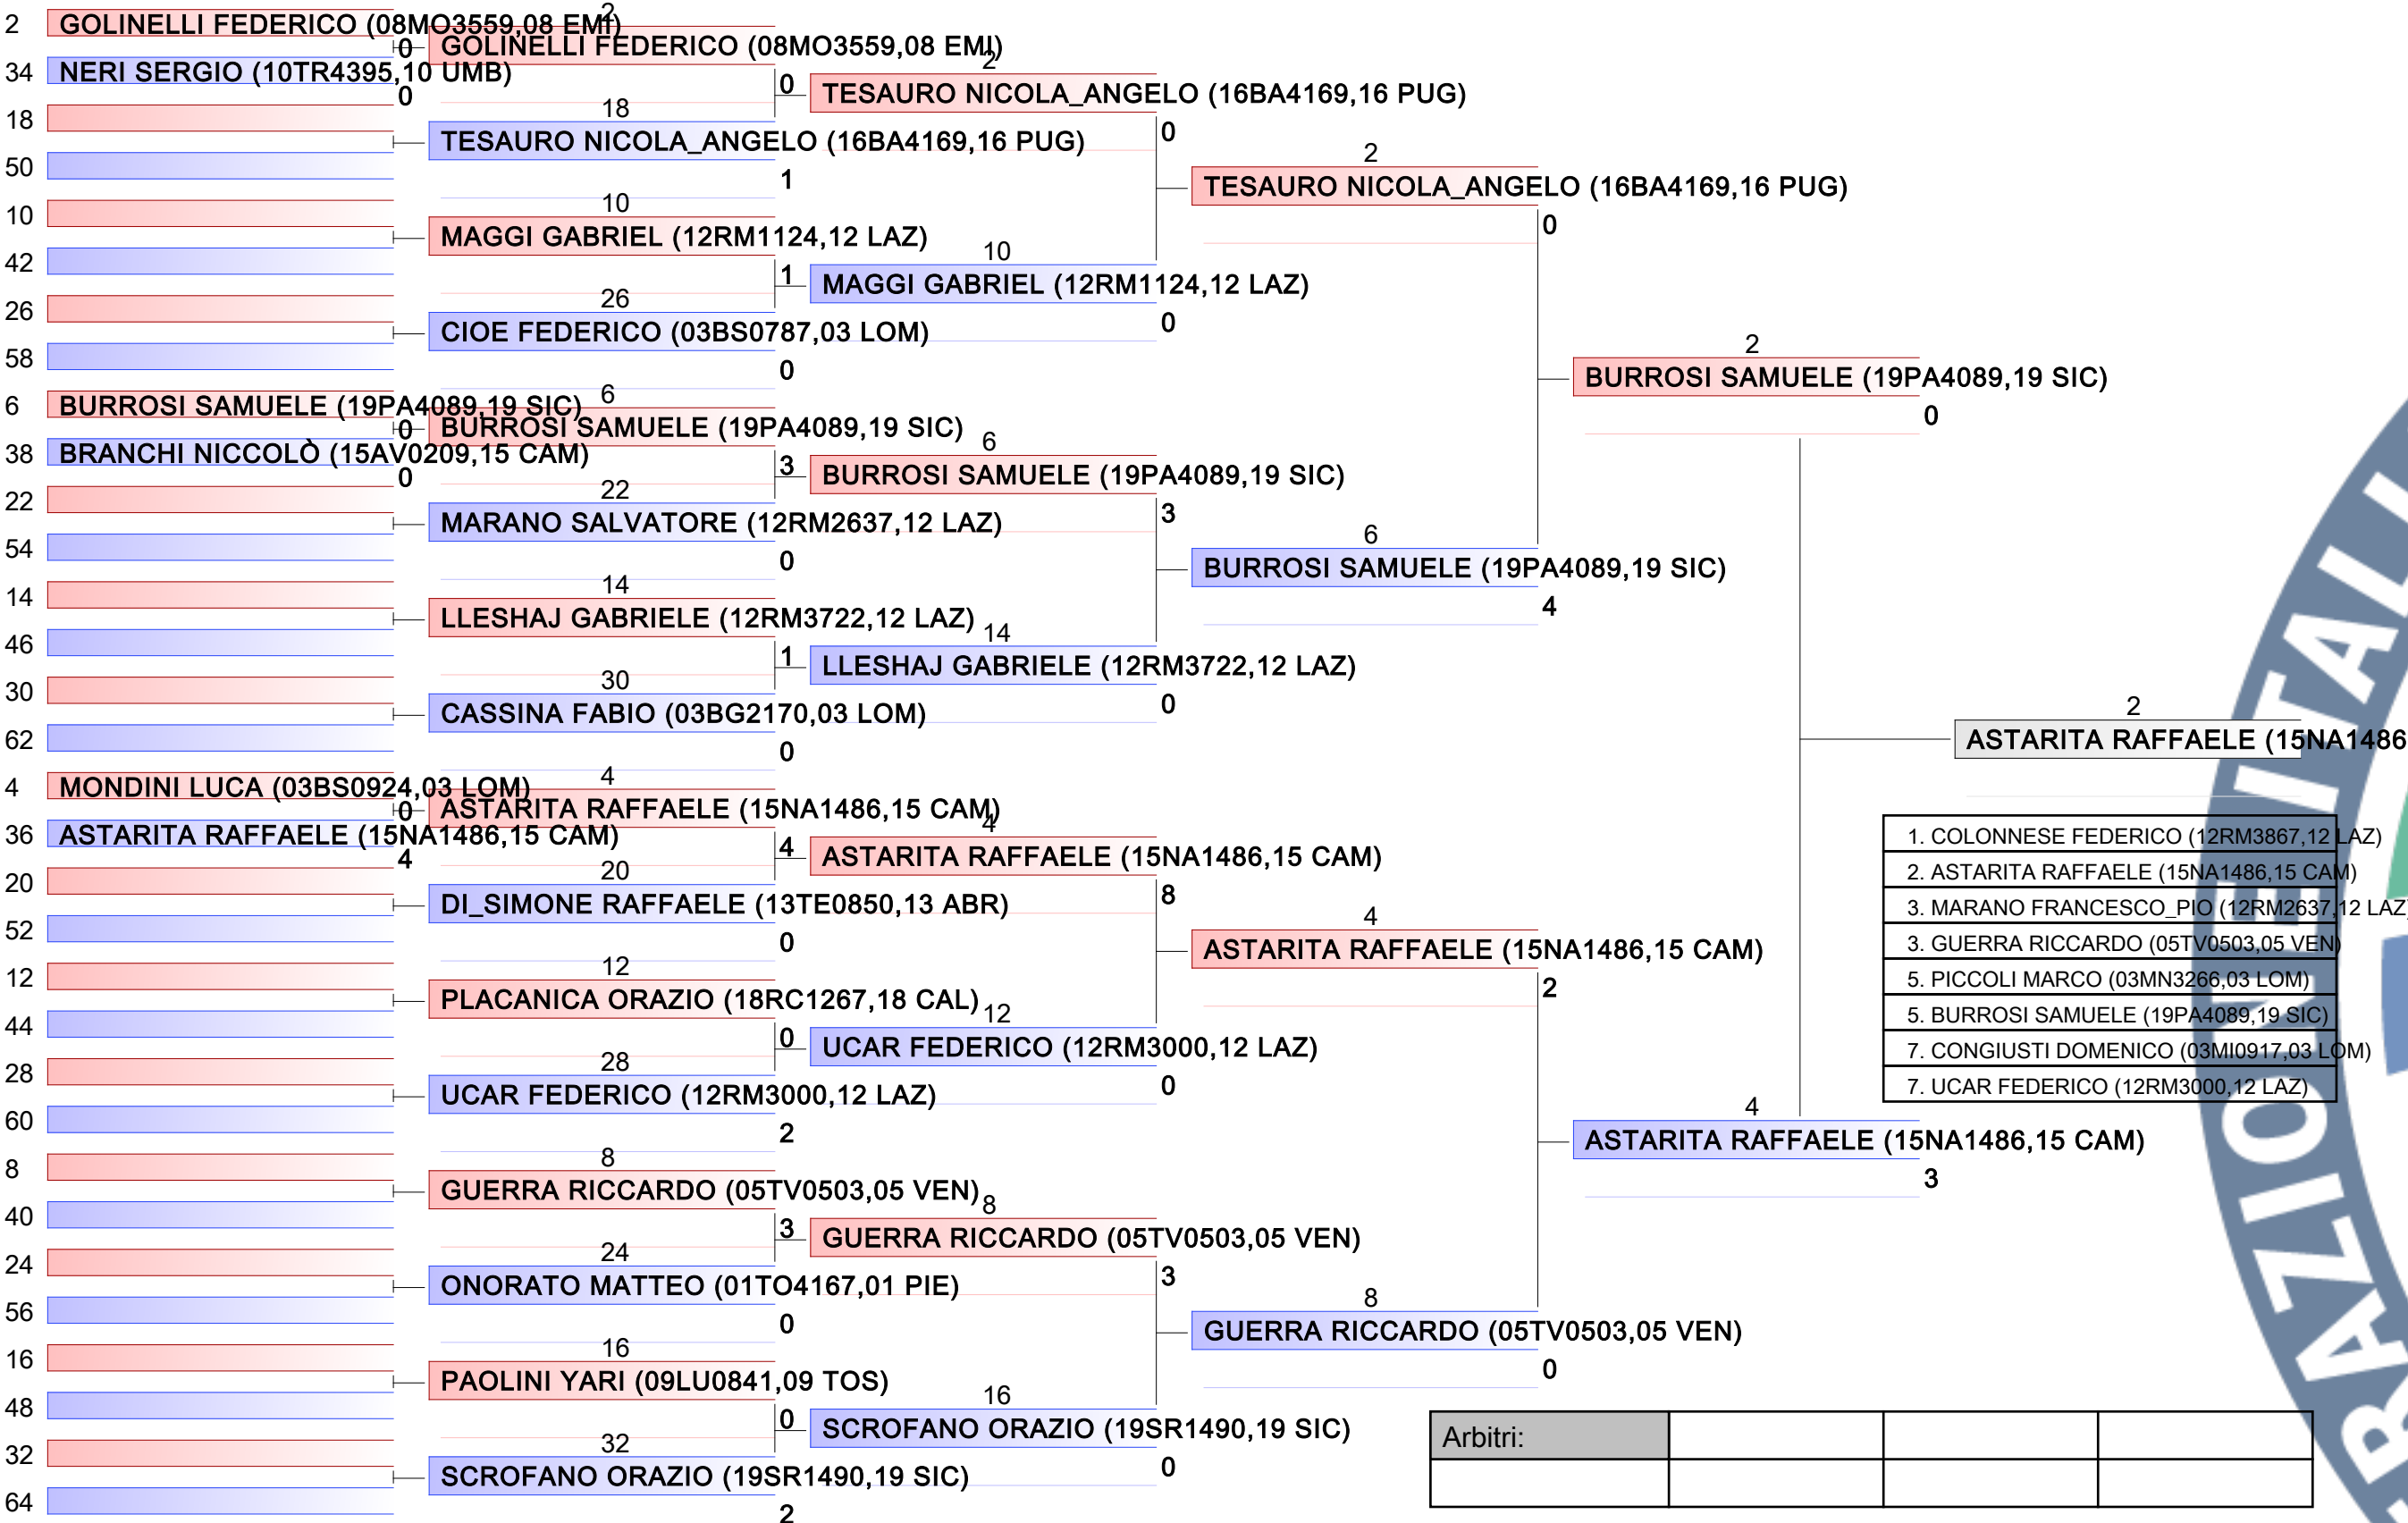 2 GOLINELLI FEDERICO (08MO3559,08 EMI)
0
34 NERI SERGIO (10TR4395,10 UMB)
0
18
50
10
42
26
58
6 BURROSI SAMUELE (19PA4089,19 SIC)
0
38 BRANCHI NICCOLÒ (15AV0209,15 CAM)
0
22
54
14
46
30
62
4 MONDINI LUCA (03BS0924,03 LOM)
0
36 ASTARITA RAFFAELE (15NA1486,15 CAM)
4
20
52
12
44
28
60
8
40
24
56
16
48
32
64
2
GOLINELLI FEDERICO (08MO3559,08 EMI)
0
18
TESAURO NICOLA_ANGELO (16BA4169,16 PUG)
1
10
MAGGI GABRIEL (12RM1124,12 LAZ)
1
26
CIOE FEDERICO (03BS0787,03 LOM)
0
6
BURROSI SAMUELE (19PA4089,19 SIC)
3
22
MARANO SALVATORE (12RM2637,12 LAZ)
0
14
LLESHAJ GABRIELE (12RM3722,12 LAZ)
1
30
CASSINA FABIO (03BG2170,03 LOM)
0
4
ASTARITA RAFFAELE (15NA1486,15 CAM)
4
20
DI_SIMONE RAFFAELE (13TE0850,13 ABR)
0
12
PLACANICA ORAZIO (18RC1267,18 CAL)
0
28
UCAR FEDERICO (12RM3000,12 LAZ)
2
8
GUERRA RICCARDO (05TV0503,05 VEN)
3
24
ONORATO MATTEO (01TO4167,01 PIE)
0
16
PAOLINI YARI (09LU0841,09 TOS)
0
32
SCROFANO ORAZIO (19SR1490,19 SIC)
2
2
TESAURO NICOLA_ANGELO (16BA4169,16 PUG)
0
10
MAGGI GABRIEL (12RM1124,12 LAZ)
0
6
BURROSI SAMUELE (19PA4089,19 SIC)
3
14
LLESHAJ GABRIELE (12RM3722,12 LAZ)
0
4
ASTARITA RAFFAELE (15NA1486,15 CAM)
8
12
UCAR FEDERICO (12RM3000,12 LAZ)
0
8
GUERRA RICCARDO (05TV0503,05 VEN)
3
16
SCROFANO ORAZIO (19SR1490,19 SIC)
0
2
TESAURO NICOLA_ANGELO (16BA4169,16 PUG)
0
6
BURROSI SAMUELE (19PA4089,19 SIC)
4
4
ASTARITA RAFFAELE (15NA1486,15 CAM)
2
8
GUERRA RICCARDO (05TV0503,05 VEN)
0
2
BURROSI SAMUELE (19PA4089,19 SIC)
0
4
ASTARITA RAFFAELE (15NA1486,15 CAM)
3
2
ASTARITA RAFFAELE (15NA1486
1. COLONNESE FEDERICO (12RM3867,12 LAZ)
2. ASTARITA RAFFAELE (15NA1486,15 CAM)
3. MARANO FRANCESCO_PIO (12RM2637,12 LAZ)
3. GUERRA RICCARDO (05TV0503,05 VEN)
5. PICCOLI MARCO (03MN3266,03 LOM)
5. BURROSI SAMUELE (19PA4089,19 SIC)
7. CONGIUSTI DOMENICO (03MI0917,03 LOM)
7. UCAR FEDERICO (12RM3000,12 LAZ)
Arbitri:
RAZIONE ITALI